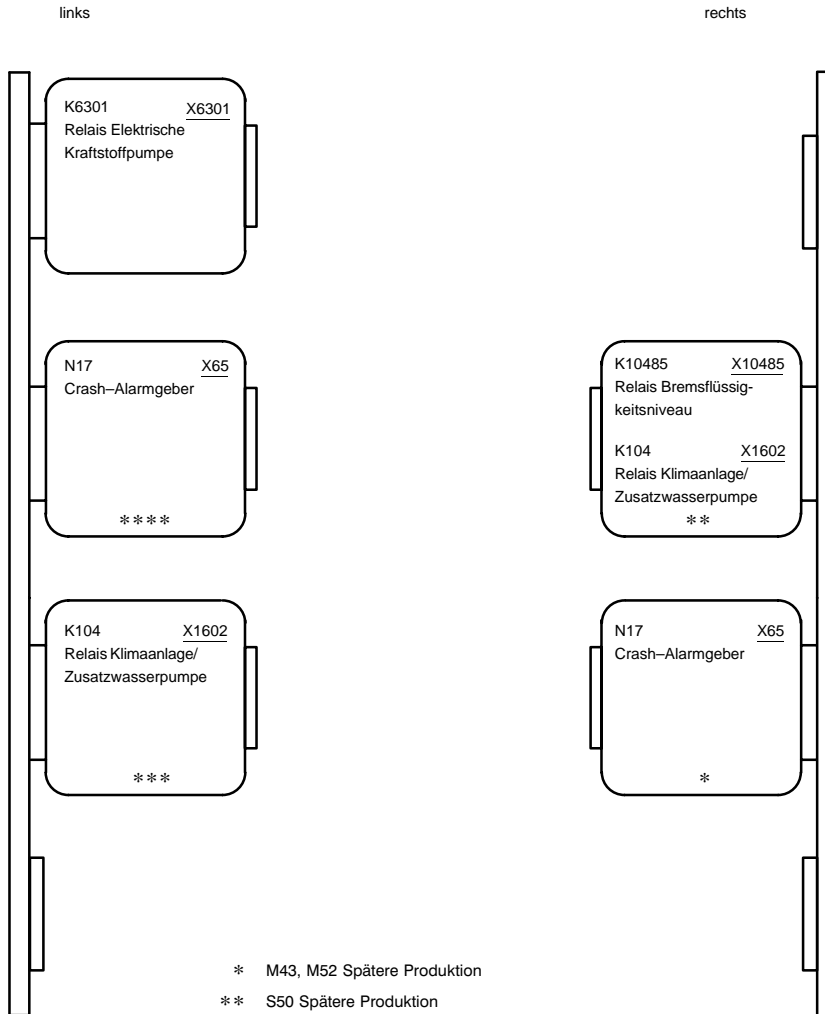 links
rechts
K6301 X6301
Relais Elektrische
Kraftstoffpumpe
N17 X65
Crash–Alarmgeber
∗∗∗∗
K10485 X10485
Relais Bremsflüssig-
keitsniveau
K104 X1602
Relais Klimaanlage/
Zusatzwasserpumpe
∗∗
K104 X1602
Relais Klimaanlage/
Zusatzwasserpumpe
∗∗∗
N17 X65
Crash–Alarmgeber
∗
∗ M43, M52 Spätere Produktion
∗∗ S50 Spätere Produktion